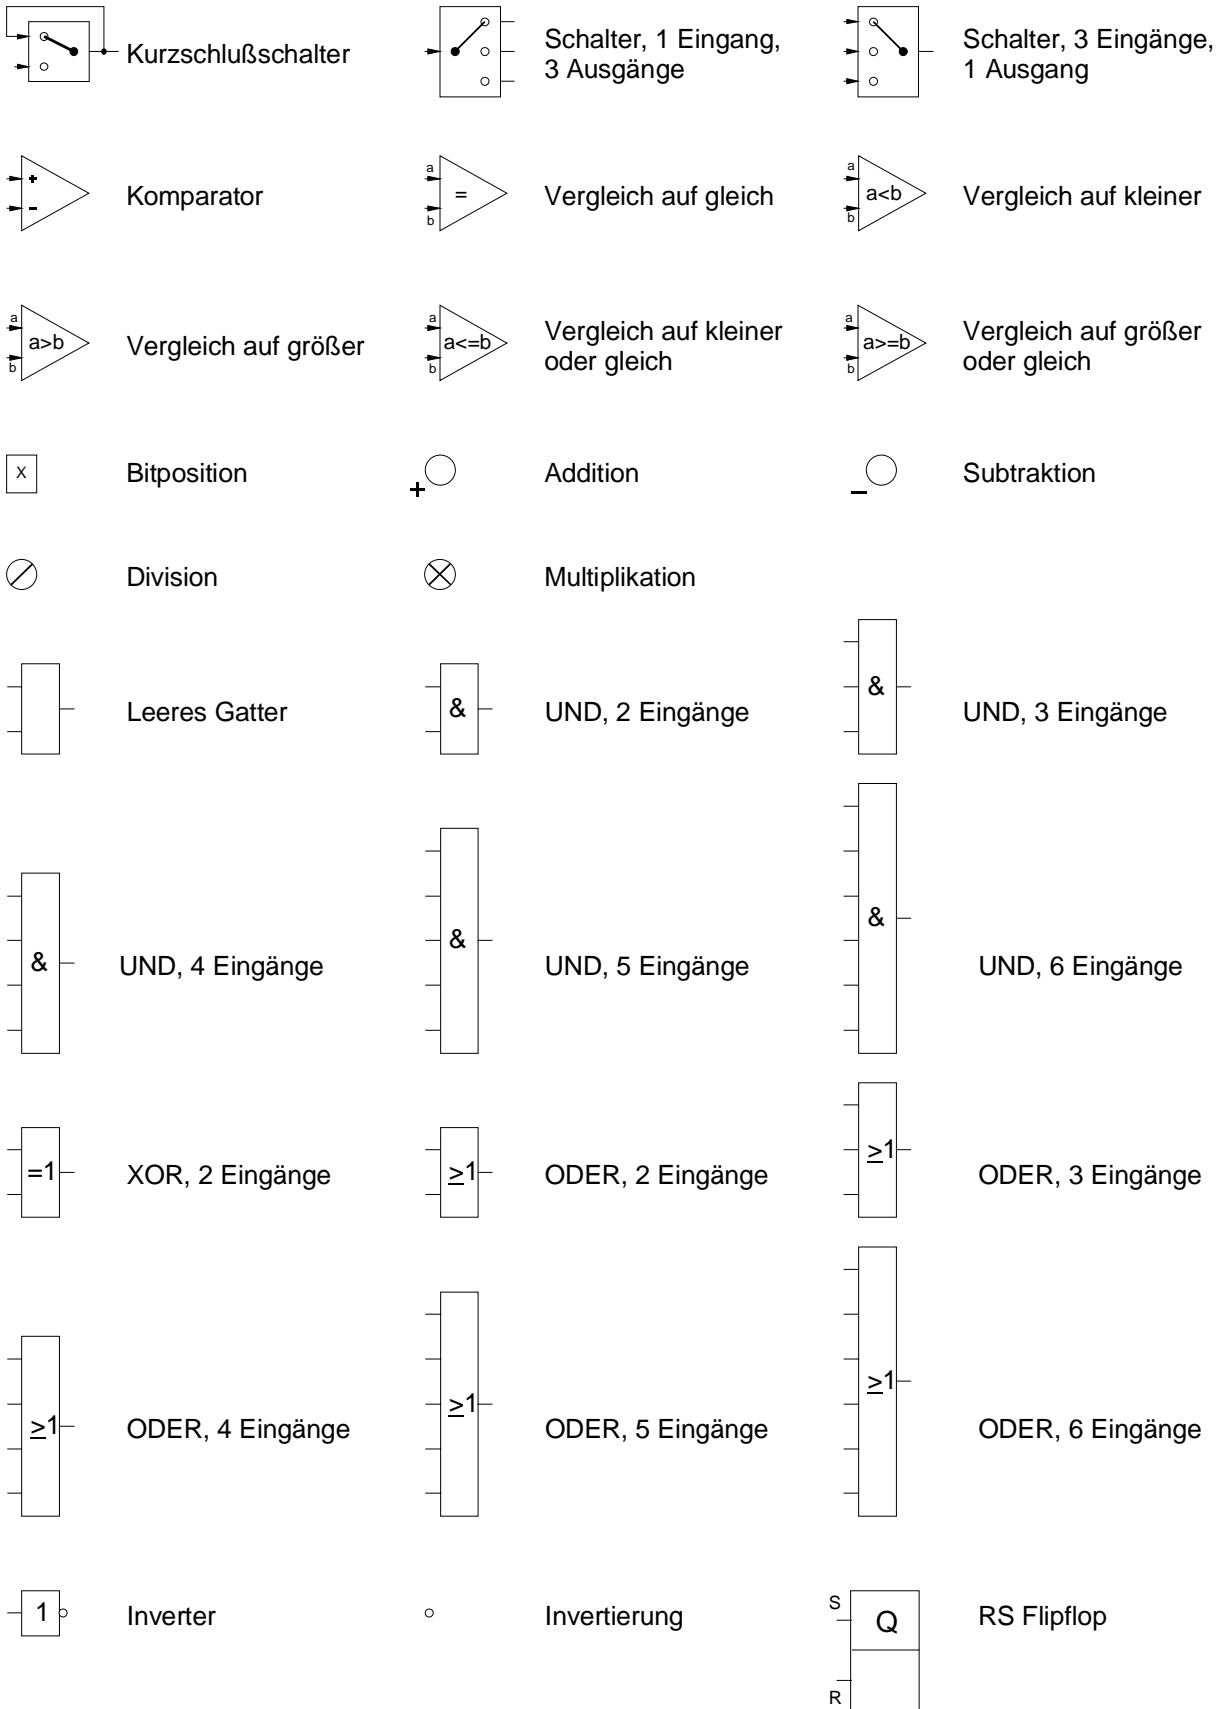 Kurzschlußschalter
Schalter, 1 Eingang,
3 Ausgänge
Schalter, 3 Eingänge,
1 Ausgang
+
-
Komparator
a
=
b
Vergleich auf gleich
a
a<b
b
Vergleich auf kleiner
a
a>b
b
Vergleich auf größer
a
a<=b
b
Vergleich auf kleiner
oder gleich
a
a>=b
b
Vergleich auf größer
oder gleich
X
Bitposition
+
Addition
-
Subtraktion
Division
Multiplikation
Leeres Gatter
&
UND, 2 Eingänge
&
UND, 3 Eingänge
&
UND, 4 Eingänge
&
UND, 5 Eingänge
&
UND, 6 Eingänge
=1
XOR, 2 Eingänge
≥1
ODER, 2 Eingänge
≥1
ODER, 3 Eingänge
≥1
ODER, 4 Eingänge
≥1
ODER, 5 Eingänge
≥1
ODER, 6 Eingänge
1
Inverter
Invertierung
S
Q
R
RS Flipflop